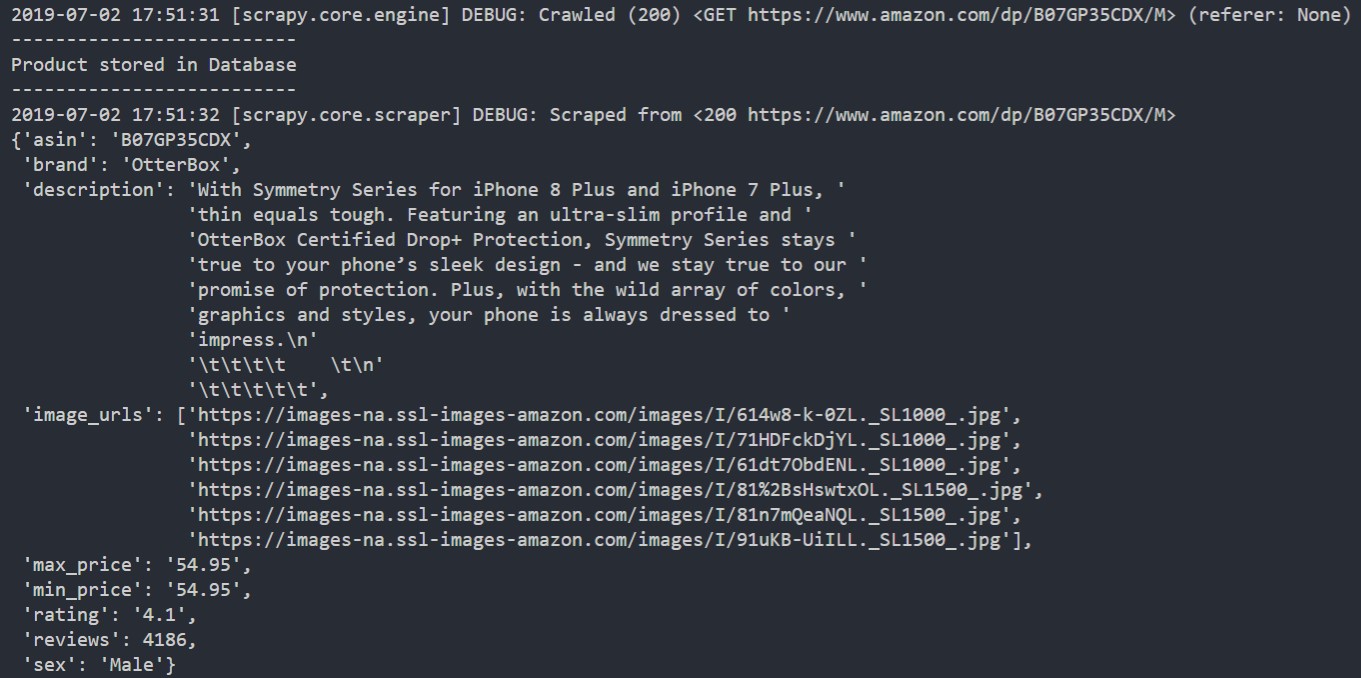 2019-07-02 17:51:31 [scrapy.core.engine] DEBUG: Crawled (200) <GET https://www.amazon.com/dp/B07GP35CDX/M> (referer: None)
--------------------------
Product stored in Database
--------------------------
2019-07-02 17:51:32 [scrapy.core.scraper] DEBUG: Scraped from <200 https://www.amazon.com/dp/B07GP35CDX/M>
{'asin': 'B07GP35CDX',
 'brand': 'OtterBox',
 'description': 'With Symmetry Series for iPhone 8 Plus and iPhone 7 Plus, '
                'thin equals tough. Featuring an ultra-slim profile and '
                'OtterBox Certified Drop+ Protection, Symmetry Series stays '
                'true to your phone’s sleek design - and we stay true to our '
                'promise of protection. Plus, with the wild array of colors, '
                'graphics and styles, your phone is always dressed to '
                'impress.\n'
                '\t\t\t\t    \t\n'
                '\t\t\t\t\t',
 'image_urls': ['https://images-na.ssl-images-amazon.com/images/I/614w8-k-0ZL._SL1000_.jpg',
                'https://images-na.ssl-images-amazon.com/images/I/71HDFckDjYL._SL1000_.jpg',
                'https://images-na.ssl-images-amazon.com/images/I/61dt7ObdENL._SL1000_.jpg',
                'https://images-na.ssl-images-amazon.com/images/I/81%2BsHswtxOL._SL1500_.jpg',
                'https://images-na.ssl-images-amazon.com/images/I/81n7mQeaNQL._SL1500_.jpg',
                'https://images-na.ssl-images-amazon.com/images/I/91uKB-UiILL._SL1500_.jpg'],
 'max_price': '54.95',
 'min_price': '54.95',
 'rating': '4.1',
 'reviews': 4186,
 'sex': 'Male'}